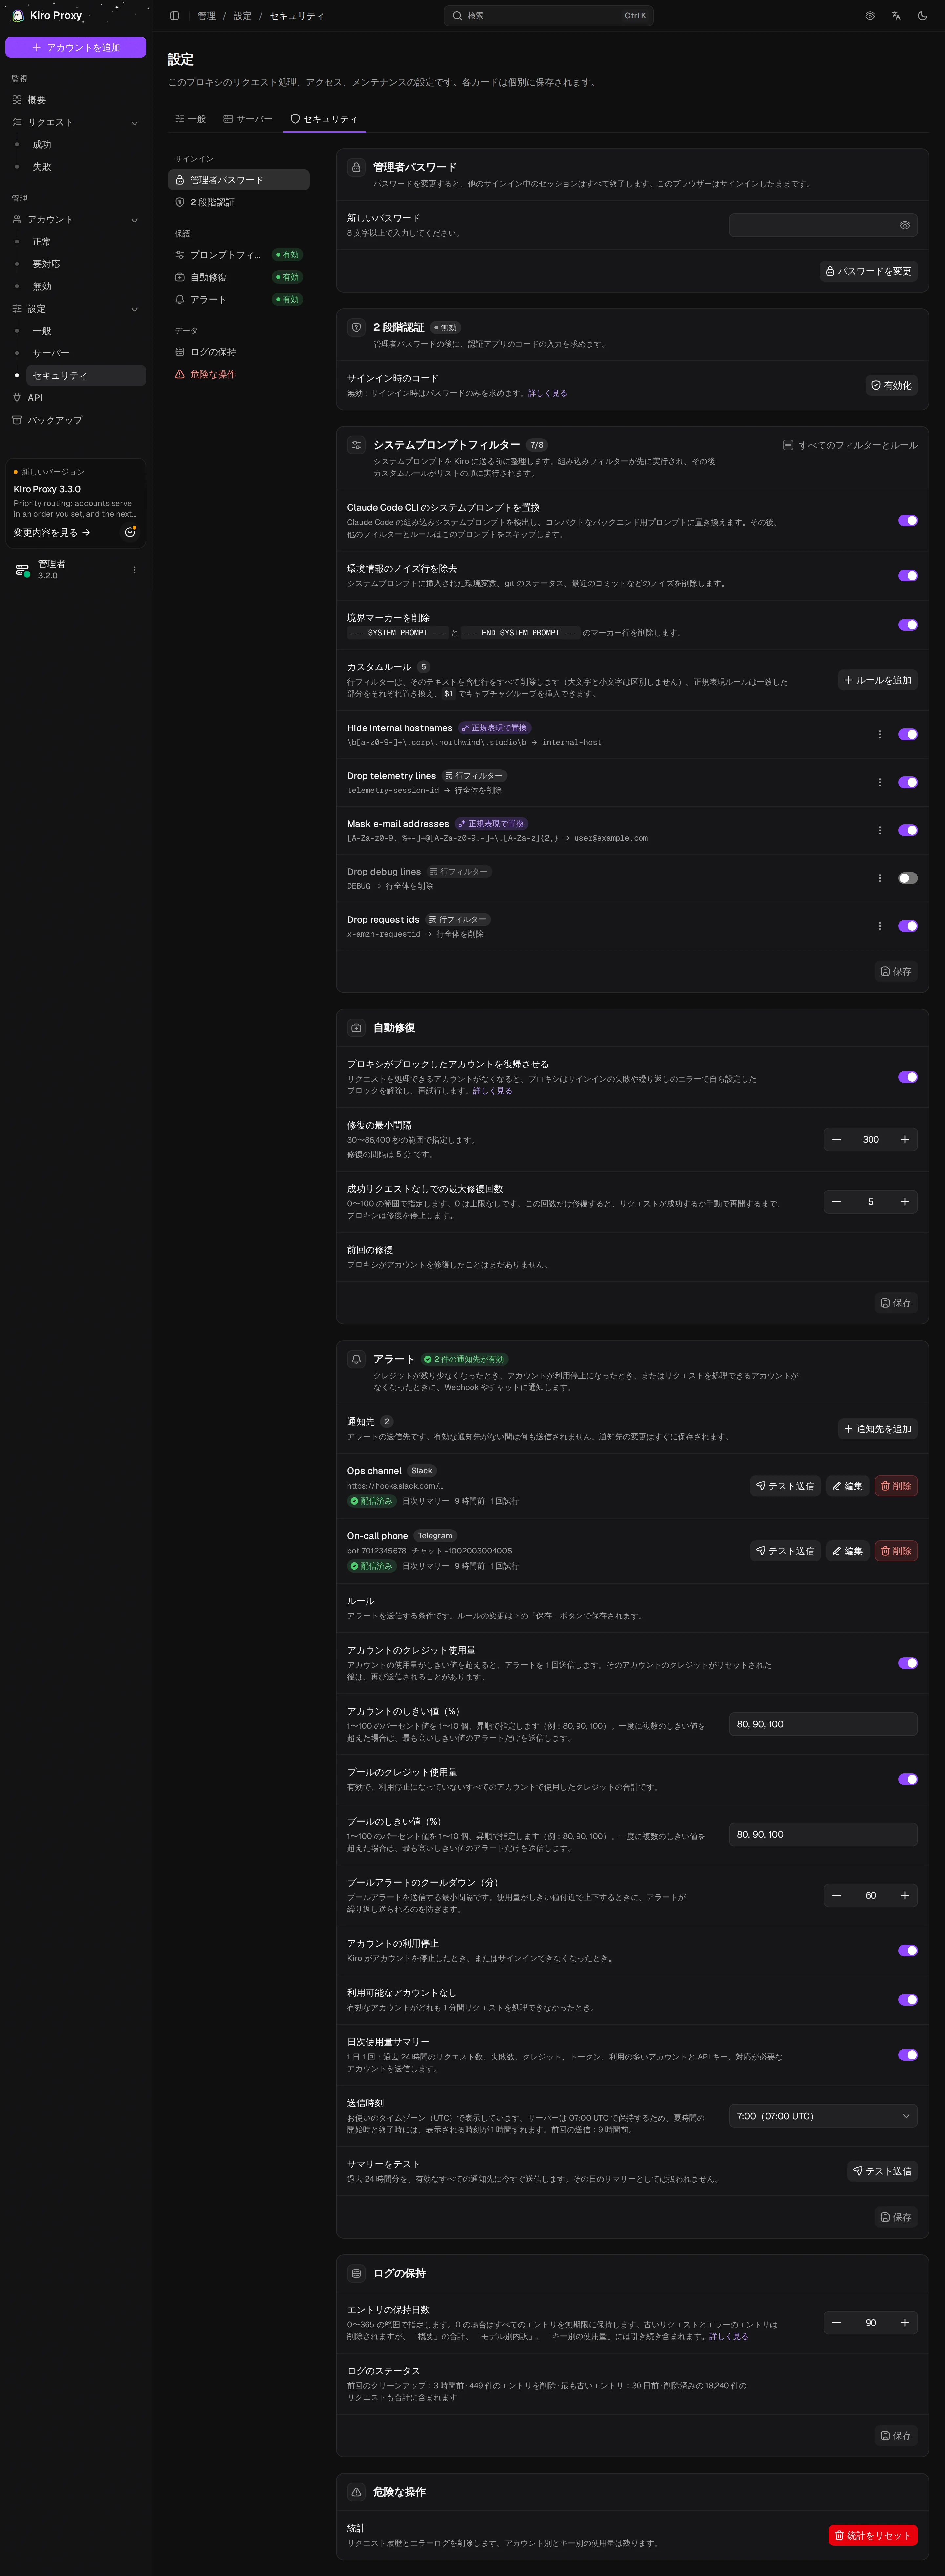 Kiro Proxy
管理 / 設定 / セキュリティ
検索
Ctrl K
アカウントを追加
監視
概要
リクエスト
成功
失敗
管理
アカウント
正常
要対応
無効
設定
一般
サーバー
セキュリティ
API
バックアップ
新しいバージョン
Kiro Proxy 3.3.0
Priority routing: accounts serve
in an order you set, and the next...
変更内容を見る →
管理者
3.2.0
設定
このプロキシのリクエスト処理、アクセス、メンテナンスの設定です。各カードは個別に保存されます。
一般
サーバー
セキュリティ
サインイン
管理者パスワード
2 段階認証
保護
プロンプトフィ... 有効
自動修復 有効
アラート 有効
データ
ログの保持
危険な操作
管理者パスワード
パスワードを変更すると、他のサインイン中のセッションはすべて終了します。このブラウザーはサインインしたままです。
新しいパスワード
8 文字以上で入力してください。
パスワードを変更
2 段階認証 無効
管理者パスワードの後に、認証アプリのコードの入力を求めます。
サインイン時のコード
無効：サインイン時はパスワードのみを求めます。詳しく見る
有効化
システムプロンプトフィルター 7/8
すべてのフィルターとルール
システムプロンプトを Kiro に送る前に整理します。組み込みフィルターが先に実行され、その後
カスタムルールがリストの順に実行されます。
Claude Code CLI のシステムプロンプトを置換
Claude Code の組み込みシステムプロンプトを検出し、コンパクトなバックエンド用プロンプトに置き換えます。その後、
他のフィルターとルールはこのプロンプトをスキップします。
環境情報のノイズ行を除去
システムプロンプトに挿入された環境変数、git のステータス、最近のコミットなどのノイズを削除します。
境界マーカーを削除
--- SYSTEM PROMPT --- と --- END SYSTEM PROMPT --- のマーカー行を削除します。
カスタムルール 5
行フィルターは、そのテキストを含む行をすべて削除します（大文字と小文字は区別しません）。正規表現ルールは一致した
部分をそれぞれ置き換え、$1 でキャプチャグループを挿入できます。
ルールを追加
Hide internal hostnames 正規表現で置換
\b[a-z0-9-]+\.corp\.northwind\.studio\b → internal-host
Drop telemetry lines 行フィルター
telemetry-session-id → 行全体を削除
Mask e-mail addresses 正規表現で置換
[A-Za-z0-9._%+-]+@[A-Za-z0-9.-]+\.[A-Za-z]{2,} → user@example.com
Drop debug lines 行フィルター
DEBUG → 行全体を削除
Drop request ids 行フィルター
x-amzn-requestid → 行全体を削除
保存
自動修復
プロキシがブロックしたアカウントを復帰させる
リクエストを処理できるアカウントがなくなると、プロキシはサインインの失敗や繰り返しのエラーで自ら設定した
ブロックを解除し、再試行します。詳しく見る
修復の最小間隔
30〜86,400 秒の範囲で指定します。
修復の間隔は 5 分 です。
300
成功リクエストなしでの最大修復回数
0〜100 の範囲で指定します。0 は上限なしです。この回数だけ修復すると、リクエストが成功するか手動で再開するまで、
プロキシは修復を停止します。
5
前回の修復
プロキシがアカウントを修復したことはまだありません。
保存
アラート 2 件の通知先が有効
クレジットが残り少なくなったとき、アカウントが利用停止になったとき、またはリクエストを処理できるアカウントが
なくなったときに、Webhook やチャットに通知します。
通知先 2
アラートの送信先です。有効な通知先がない間は何も送信されません。通知先の変更はすぐに保存されます。
通知先を追加
Ops channel Slack
https://hooks.slack.com/...
配信済み 日次サマリー 9 時間前 1 回試行
テスト送信 編集 削除
On-call phone Telegram
bot 7012345678 · チャット -1002003004005
配信済み 日次サマリー 9 時間前 1 回試行
テスト送信 編集 削除
ルール
アラートを送信する条件です。ルールの変更は下の「保存」ボタンで保存されます。
アカウントのクレジット使用量
アカウントの使用量がしきい値を超えると、アラートを 1 回送信します。そのアカウントのクレジットがリセットされた
後は、再び送信されることがあります。
アカウントのしきい値（%）
1〜100 のパーセント値を 1〜10 個、昇順で指定します（例：80, 90, 100）。一度に複数のしきい値を
超えた場合は、最も高いしきい値のアラートだけを送信します。
80, 90, 100
プールのクレジット使用量
有効で、利用停止になっていないすべてのアカウントで使用したクレジットの合計です。
プールのしきい値（%）
1〜100 のパーセント値を 1〜10 個、昇順で指定します（例：80, 90, 100）。一度に複数のしきい値を
超えた場合は、最も高いしきい値のアラートだけを送信します。
80, 90, 100
プールアラートのクールダウン（分）
プールアラートを送信する最小間隔です。使用量がしきい値付近で上下するときに、アラートが
繰り返し送られるのを防ぎます。
60
アカウントの利用停止
Kiro がアカウントを停止したとき、またはサインインできなくなったとき。
利用可能なアカウントなし
有効なアカウントがどれも 1 分間リクエストを処理できなかったとき。
日次使用量サマリー
1 日 1 回：過去 24 時間のリクエスト数、失敗数、クレジット、トークン、利用の多いアカウントと API キー、対応が必要な
アカウントを送信します。
送信時刻
お使いのタイムゾーン（UTC）で表示しています。サーバーは 07:00 UTC で保持するため、夏時間の
開始時と終了時には、表示される時刻が 1 時間ずれます。前回の送信：9 時間前。
7:00（07:00 UTC）
サマリーをテスト
過去 24 時間分を、有効なすべての通知先に今すぐ送信します。その日のサマリーとしては扱われません。
テスト送信
保存
ログの保持
エントリの保持日数
0〜365 の範囲で指定します。0 の場合はすべてのエントリを無期限に保持します。古いリクエストとエラーのエントリは
削除されますが、「概要」の合計、「モデル別内訳」、「キー別の使用量」には引き続き含まれます。詳しく見る
90
ログのステータス
前回のクリーンアップ：3 時間前 · 449 件のエントリを削除 · 最も古いエントリ：30 日前 · 削除済みの 18,240 件の
リクエストも合計に含まれます
保存
危険な操作
統計
リクエスト履歴とエラーログを削除します。アカウント別とキー別の使用量は残ります。
統計をリセット